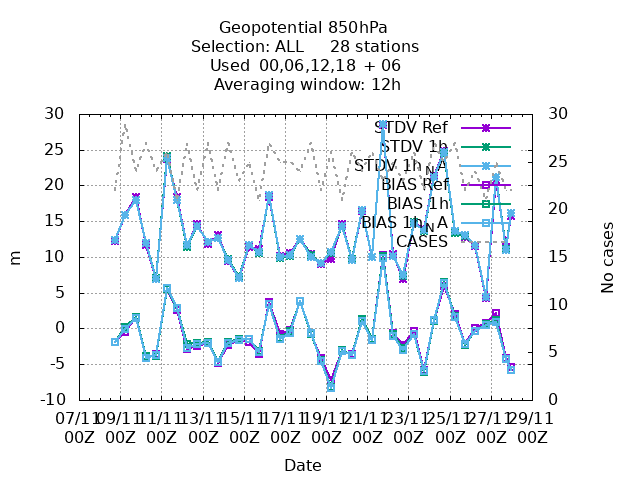 Geopotential 850hPa
Selection: ALL 28 stations
Used 00,06,12,18 + 06
Averaging window: 12h
30 30
STDV Ref
STDV 1h
25 25
STDV 1h_NA
20 BIAS Ref 20
BIAS 1h
15 BIAS 1h_NA
CASES 15
10
5 10
0
-5 5
-10 0
m
No cases
07/11 09/11 11/11 13/11 15/11 17/11 19/11 21/11 23/11 25/11 27/11 29/11
00Z 00Z 00Z 00Z 00Z 00Z 00Z 00Z 00Z 00Z 00Z 00Z
Date